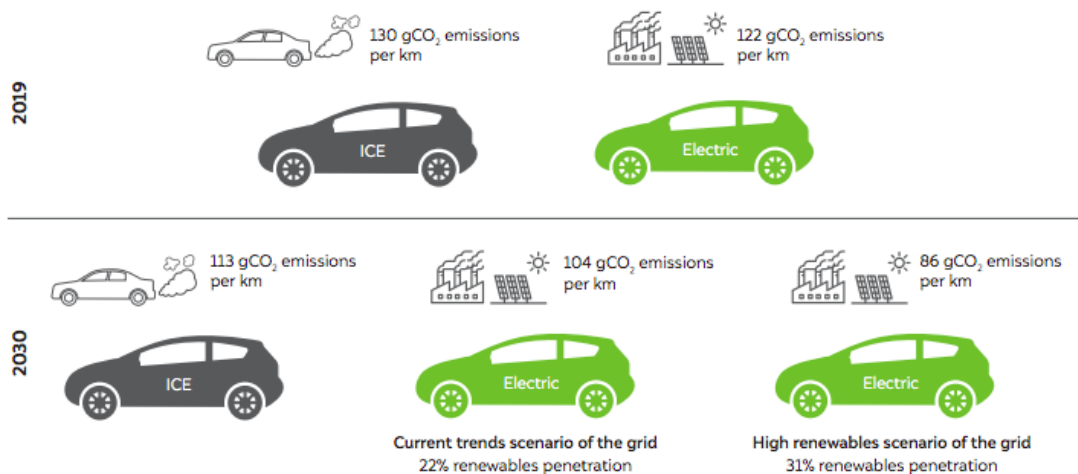 130 gCO₂ emissions
per km
122 gCO₂ emissions
per km
2019
ICE
Electric
113 gCO₂ emissions
per km
104 gCO₂ emissions
per km
86 gCO₂ emissions
per km
2030
ICE
Electric
Electric
Current trends scenario of the grid
22% renewables penetration
High renewables scenario of the grid
31% renewables penetration